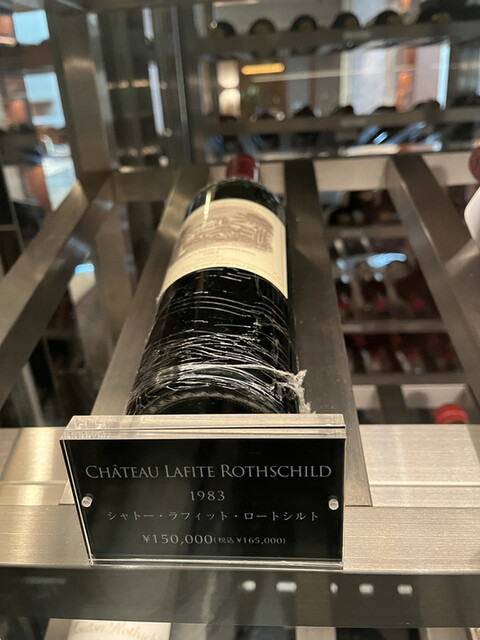 CHÂTEAU LAFITE ROTHSCHILD
1983
シャトー・ラフィット・ロートシルト
¥150,000(税込 ¥165,000)